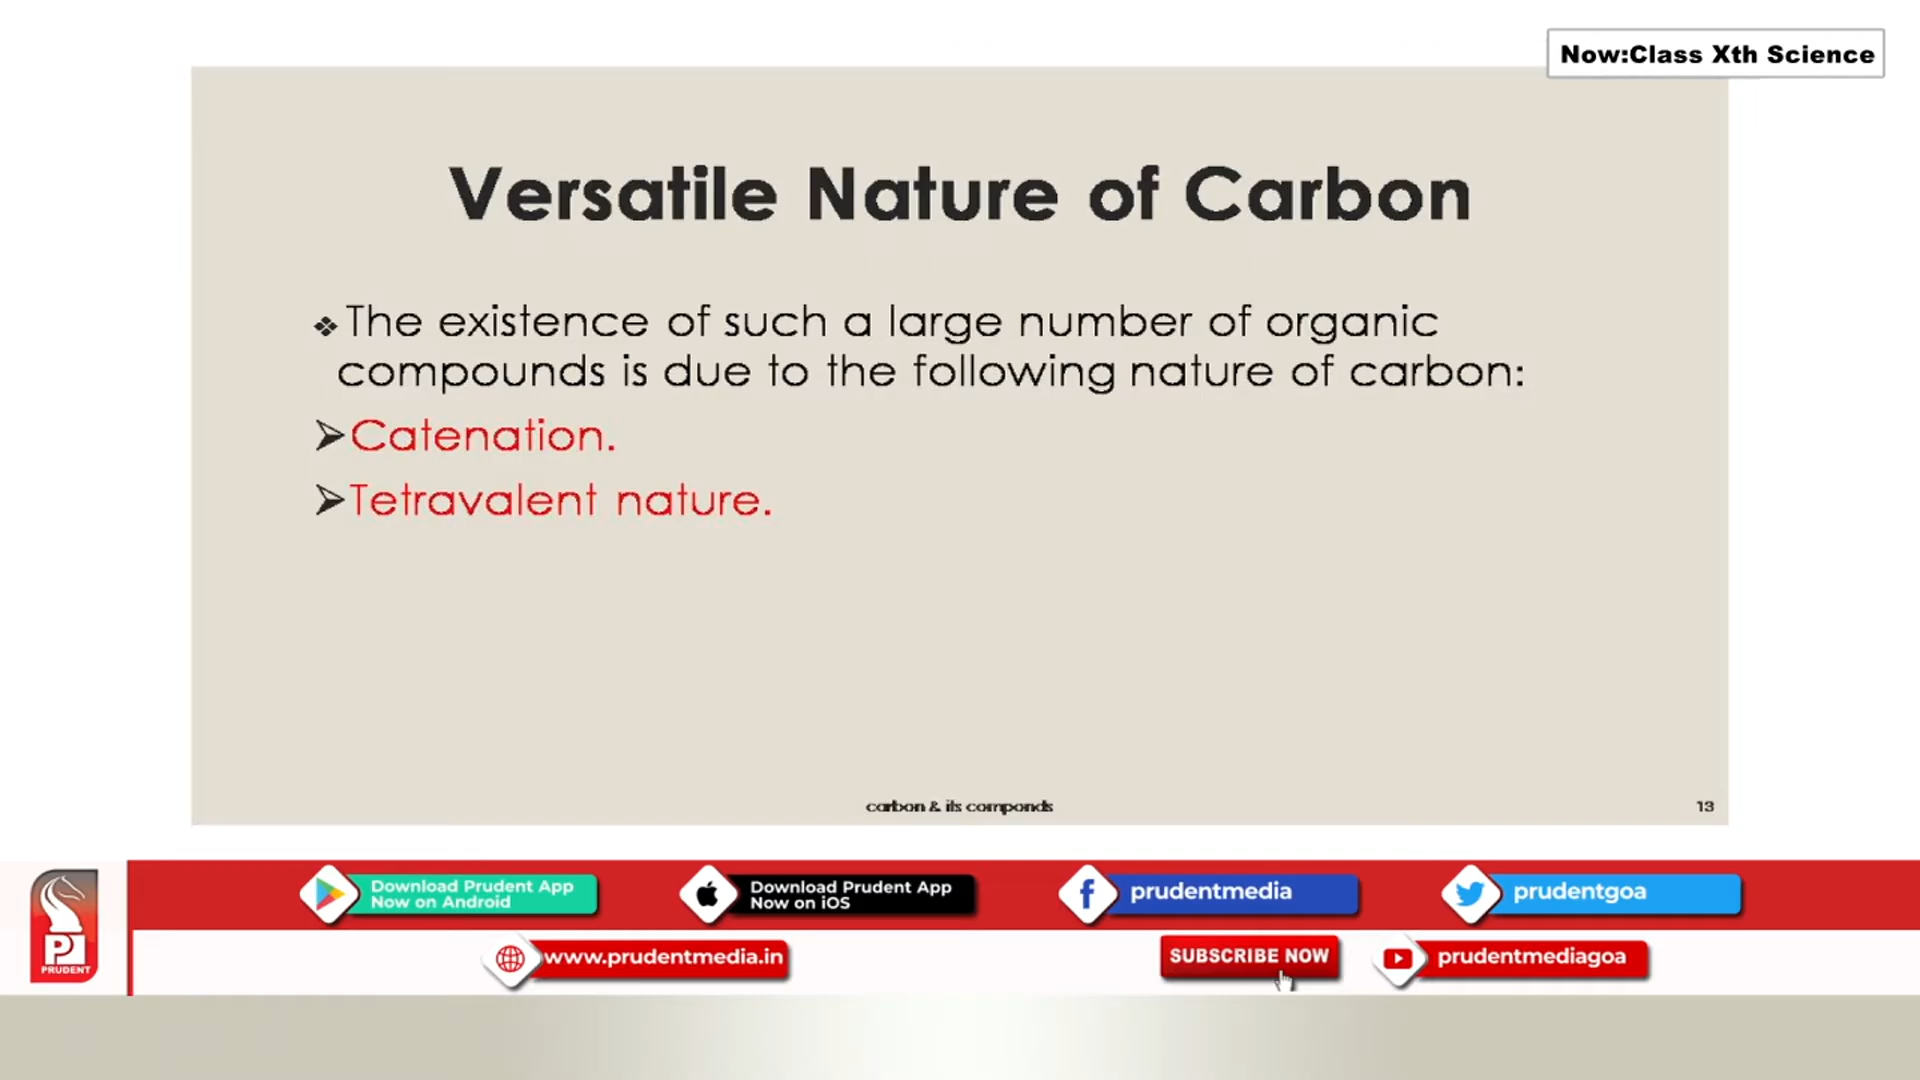 Now:Class Xth Science
Versatile Nature of Carbon
❖ The existence of such a large number of organic
compounds is due to the following nature of carbon:
➢Catenation.
➢Tetravalent nature.
carbon & its componds
13
Download Prudent App
Now on Android
Download Prudent App
Now on iOS
prudentmedia
prudentgoa
PRUDENT
www.prudentmedia.in
SUBSCRIBE NOW
prudentmediagoa